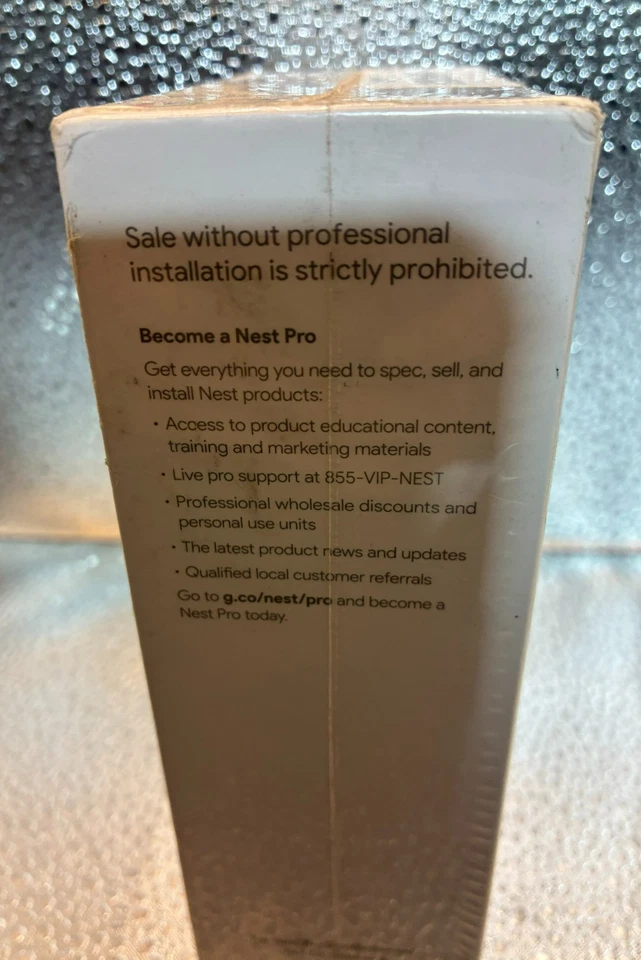 Sale without professional
installation is strictly prohibited.
Become a Nest Pro
Get everything you need to spec, sell, and
install Nest products:
• Access to product educational content,
training and marketing materials
• Live pro support at 855-VIP-NEST
• Professional wholesale discounts and
personal use units
• The latest product news and updates
• Qualified local customer referrals
Go to g.co/nest/pro and become a
Nest Pro today.